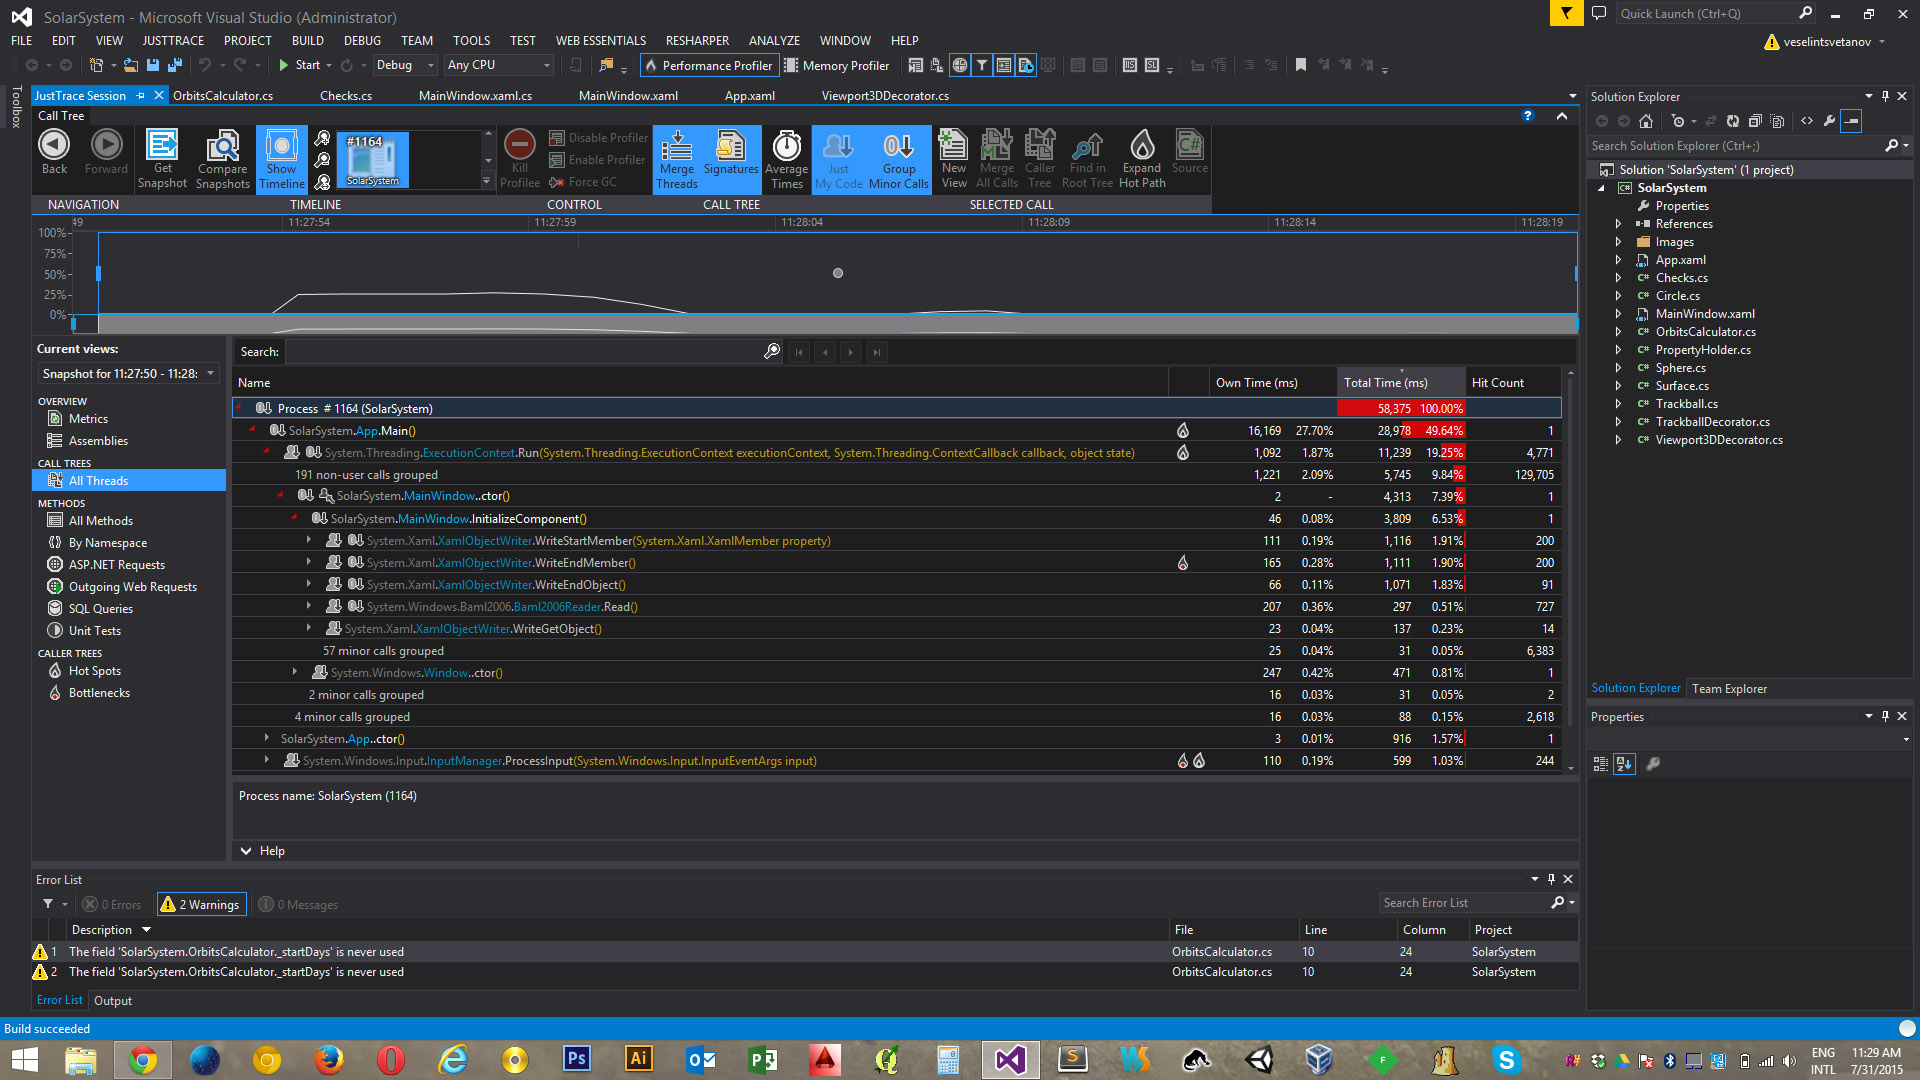 SolarSystem - Microsoft Visual Studio (Administrator)
Quick Launch (Ctrl+Q)
FILE EDIT VIEW JUSTTRACE PROJECT BUILD DEBUG TEAM TOOLS TEST WEB ESSENTIALS RESHARPER ANALYZE WINDOW HELP
veselintsvetanov
Start Debug Any CPU Performance Profiler Memory Profiler
Toolbox
JustTrace Session OrbitsCalculator.cs Checks.cs MainWindow.xaml.cs MainWindow.xaml App.xaml Viewport3DDecorator.cs
Call Tree
Back
Forward
Get Snapshot
Compare Snapshots
Show Timeline
#1164
SolarSystem
Kill Profilee
Disable Profiler
Enable Profiler
Force GC
Merge Threads
Signatures
Average Times
Just My Code
Group Minor Calls
New View
Merge All Calls
Caller Tree
Find in Root Tree
Expand Hot Path
Source
NAVIGATION TIMELINE CONTROL CALL TREE SELECTED CALL
49 11:27:54 11:27:59 11:28:04 11:28:09 11:28:14 11:28:19
100%
75%
50%
25%
0%
Current views:
Snapshot for 11:27:50 - 11:28:
OVERVIEW
Metrics
Assemblies
CALL TREES
All Threads
METHODS
All Methods
By Namespace
ASP.NET Requests
Outgoing Web Requests
SQL Queries
Unit Tests
CALLER TREES
Hot Spots
Bottlenecks
Search:
Name Own Time (ms) Total Time (ms) Hit Count
Process # 1164 (SolarSystem) 58,375 100.00%
SolarSystem.App.Main() 16,169 27.70% 28,978 49.64% 1
System.Threading.ExecutionContext.Run(System.Threading.ExecutionContext executionContext, System.Threading.ContextCallback callback, object state) 1,092 1.87% 11,239 19.25% 4,771
191 non-user calls grouped 1,221 2.09% 5,745 9.84% 129,705
SolarSystem.MainWindow..ctor() 2 - 4,313 7.39% 1
SolarSystem.MainWindow.InitializeComponent() 46 0.08% 3,809 6.53% 1
System.Xaml.XamlObjectWriter.WriteStartMember(System.Xaml.XamlMember property) 111 0.19% 1,116 1.91% 200
System.Xaml.XamlObjectWriter.WriteEndMember() 165 0.28% 1,111 1.90% 200
System.Xaml.XamlObjectWriter.WriteEndObject() 66 0.11% 1,071 1.83% 91
System.Windows.Baml2006.Baml2006Reader.Read() 207 0.36% 297 0.51% 727
System.Xaml.XamlObjectWriter.WriteGetObject() 23 0.04% 137 0.23% 14
57 minor calls grouped 25 0.04% 31 0.05% 6,383
System.Windows.Window..ctor() 247 0.42% 471 0.81% 1
2 minor calls grouped 16 0.03% 31 0.05% 2
4 minor calls grouped 16 0.03% 88 0.15% 2,618
SolarSystem.App..ctor() 3 0.01% 916 1.57% 1
System.Windows.Input.InputManager.ProcessInput(System.Windows.Input.InputEventArgs input) 110 0.19% 599 1.03% 244
Process name: SolarSystem (1164)
Help
Error List
0 Errors 2 Warnings 0 Messages
Search Error List
Description File Line Column Project
1 The field 'SolarSystem.OrbitsCalculator._startDays' is never used OrbitsCalculator.cs 10 24 SolarSystem
2 The field 'SolarSystem.OrbitsCalculator._startDays' is never used OrbitsCalculator.cs 10 24 SolarSystem
Error List Output
Solution Explorer
Search Solution Explorer (Ctrl+;)
Solution 'SolarSystem' (1 project)
SolarSystem
Properties
References
Images
App.xaml
Checks.cs
Circle.cs
MainWindow.xaml
OrbitsCalculator.cs
PropertyHolder.cs
Sphere.cs
Surface.cs
Trackball.cs
TrackballDecorator.cs
Viewport3DDecorator.cs
Solution Explorer Team Explorer
Properties
Build succeeded
Ps Ai
ENG 11:29 AM
INTL 7/31/2015